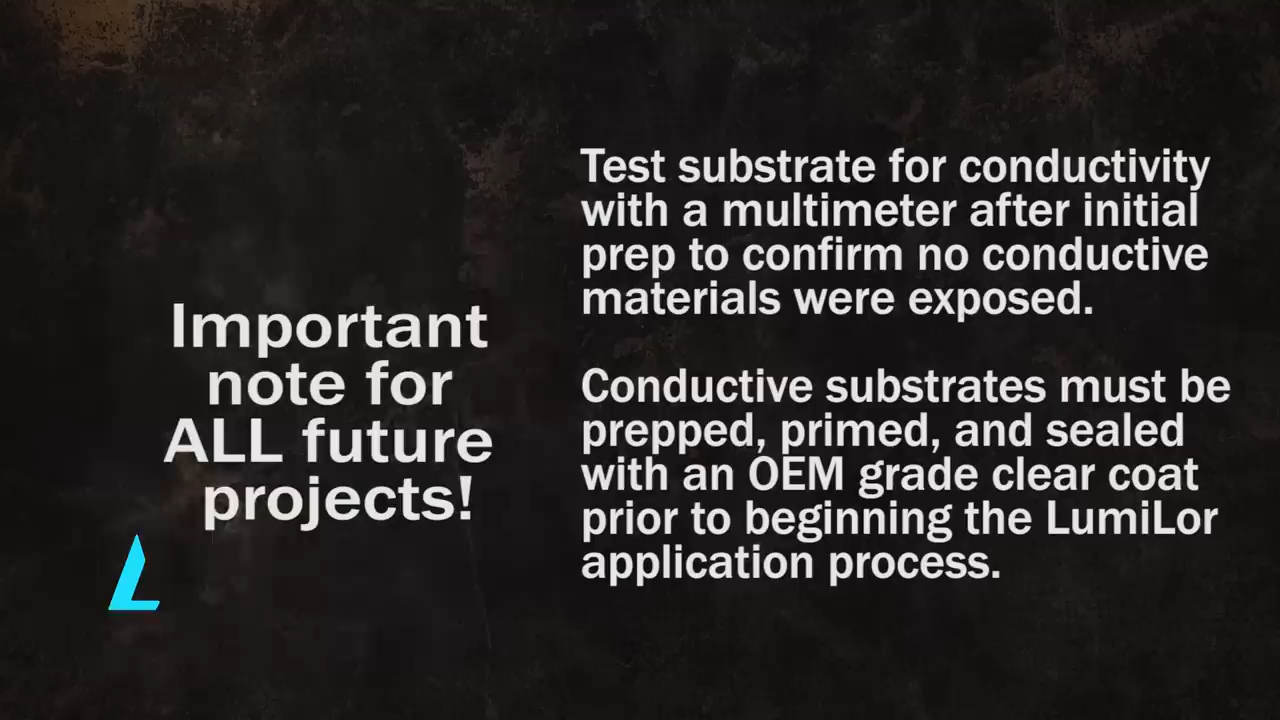 Important
note for
ALL future
projects!
Test substrate for conductivity
with a multimeter after initial
prep to confirm no conductive
materials were exposed.
Conductive substrates must be
prepped, primed, and sealed
with an OEM grade clear coat
prior to beginning the LumiLor
application process.
L